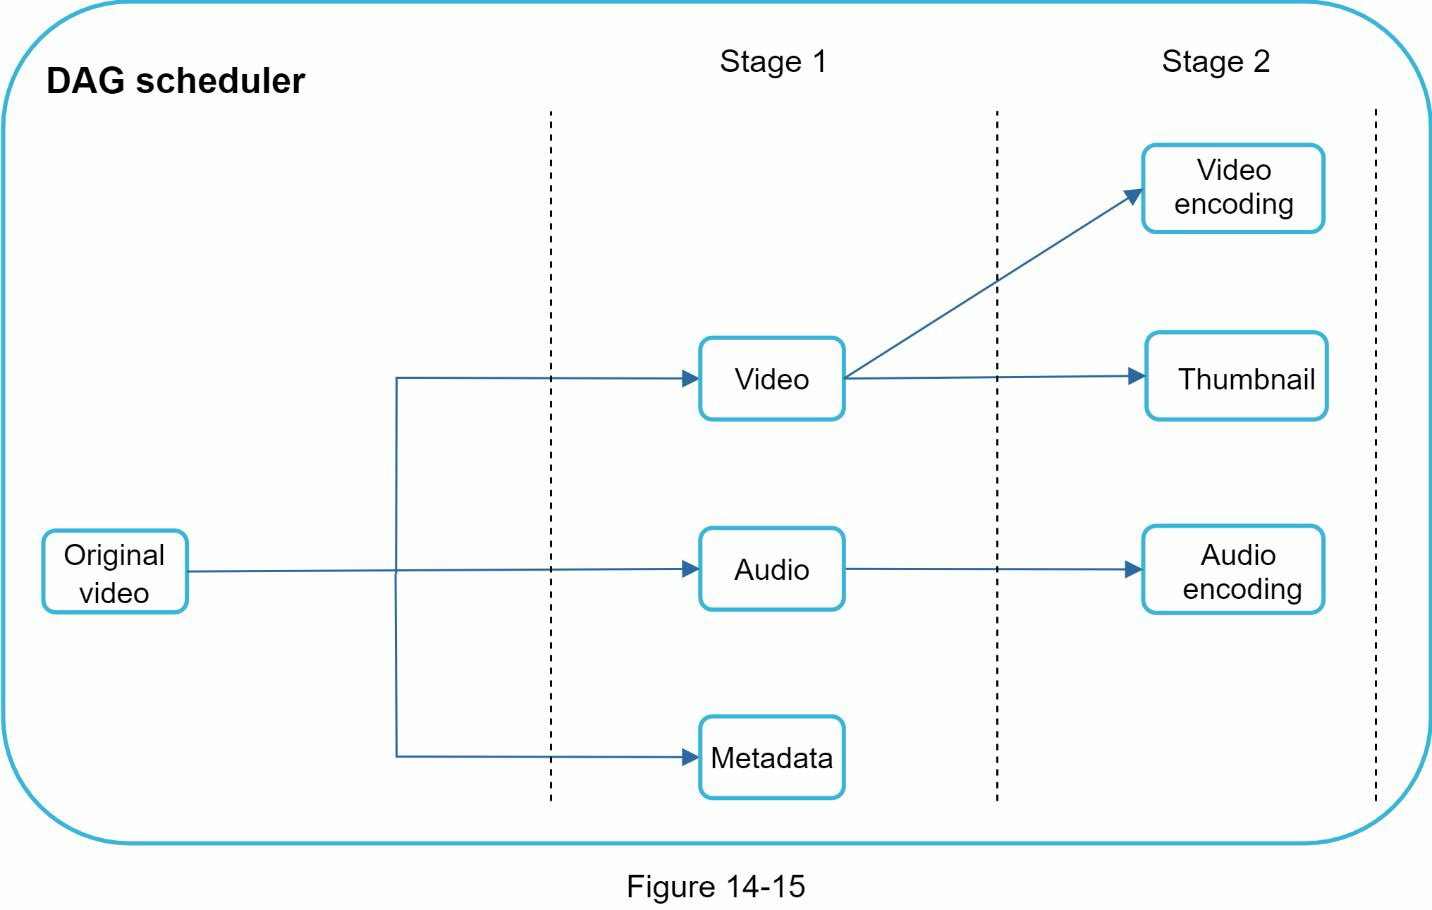 DAG scheduler
Stage 1
Stage 2
Video
encoding
Video
Thumbnail
Original
video
Audio
Audio
encoding
Metadata
Figure 14-15